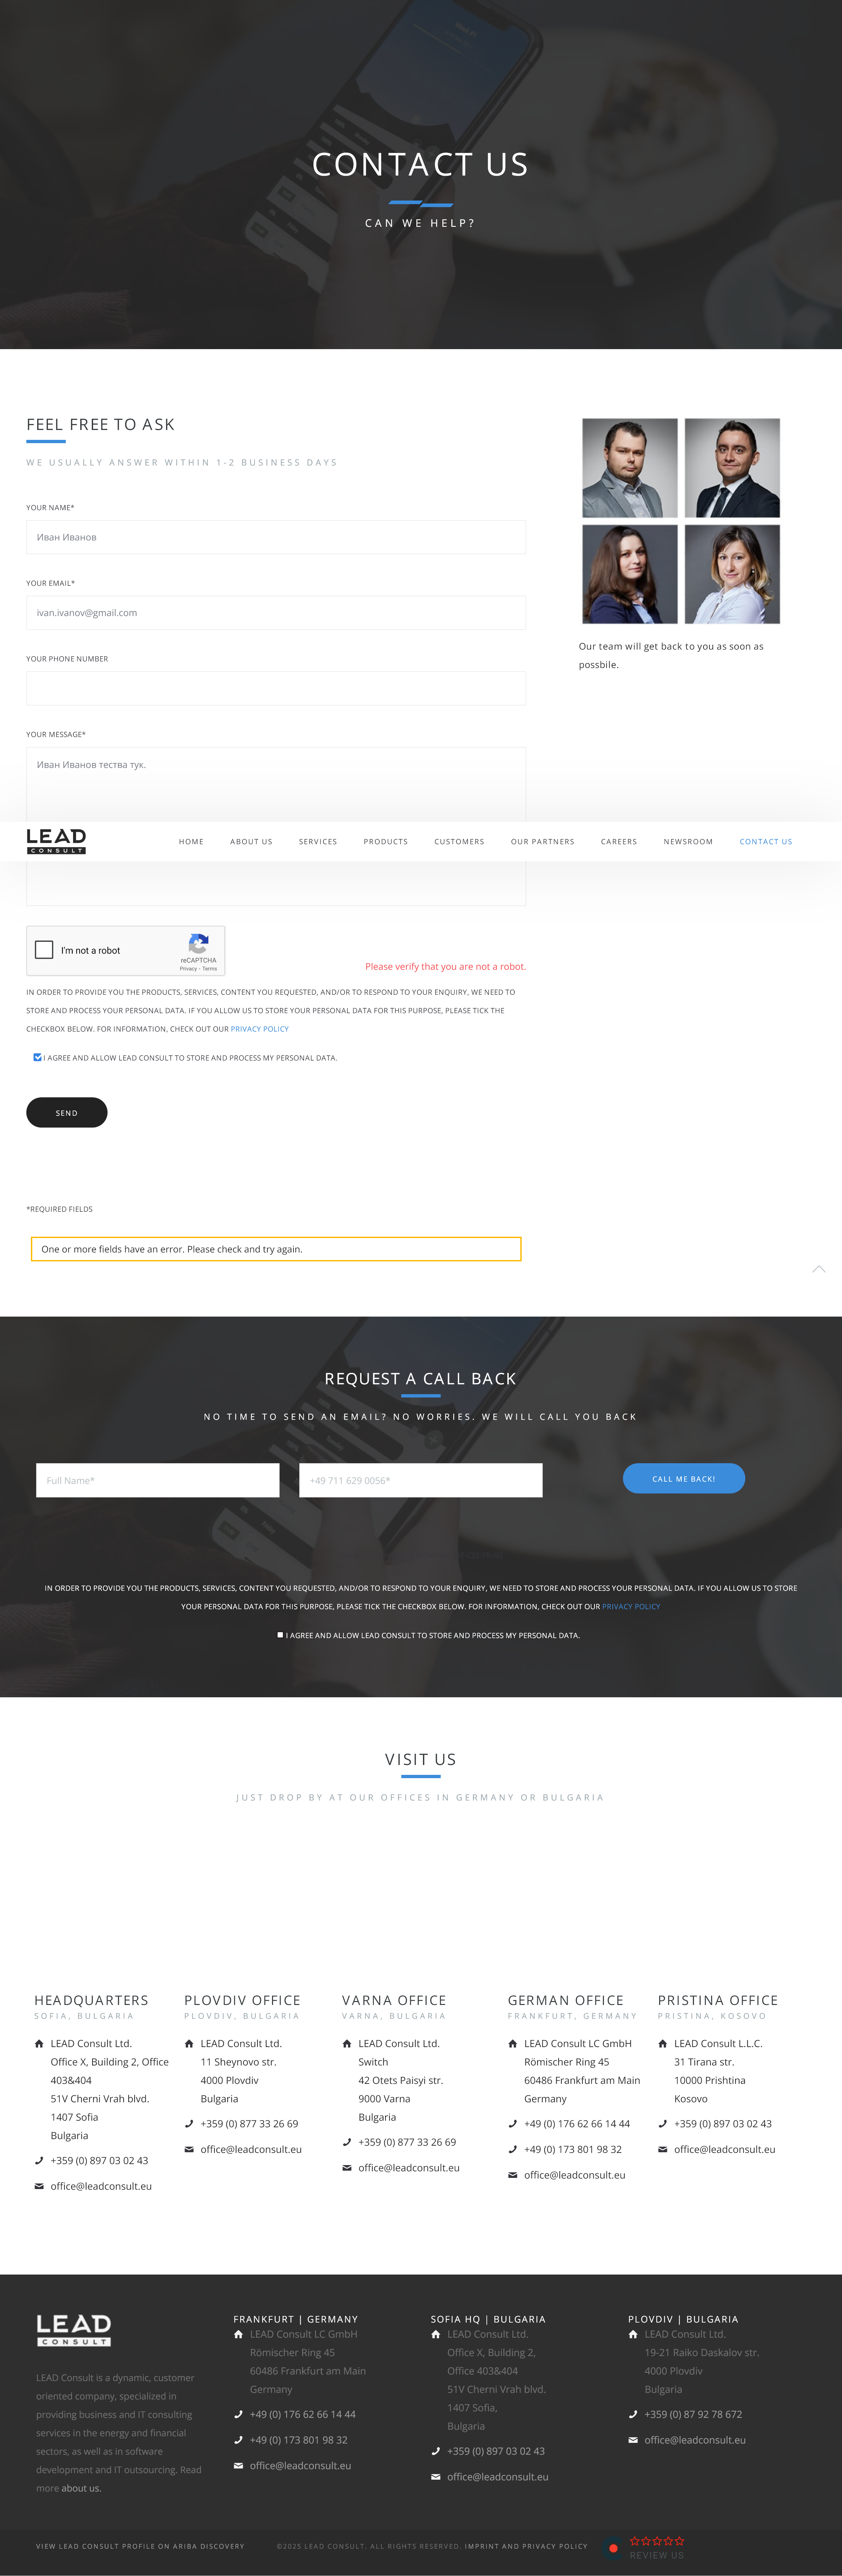 CONTACT US
CAN WE HELP?
FEEL FREE TO ASK
WE USUALLY ANSWER WITHIN 1-2 BUSINESS DAYS
YOUR NAME*
Иван Иванов
YOUR EMAIL*
ivan.ivanov@gmail.com
YOUR PHONE NUMBER
YOUR MESSAGE*
Иван Иванов тества тук.
Our team will get back to you as soon as
possbile.
LEAD
CONSULT
HOME
ABOUT US
SERVICES
PRODUCTS
CUSTOMERS
OUR PARTNERS
CAREERS
NEWSROOM
CONTACT US
I'm not a robot
reCAPTCHA
Privacy - Terms
Please verify that you are not a robot.
IN ORDER TO PROVIDE YOU THE PRODUCTS, SERVICES, CONTENT YOU REQUESTED, AND/OR TO RESPOND TO YOUR ENQUIRY, WE NEED TO
STORE AND PROCESS YOUR PERSONAL DATA. IF YOU ALLOW US TO STORE YOUR PERSONAL DATA FOR THIS PURPOSE, PLEASE TICK THE
CHECKBOX BELOW. FOR INFORMATION, CHECK OUT OUR PRIVACY POLICY
I AGREE AND ALLOW LEAD CONSULT TO STORE AND PROCESS MY PERSONAL DATA.
SEND
*REQUIRED FIELDS
One or more fields have an error. Please check and try again.
REQUEST A CALL BACK
NO TIME TO SEND AN EMAIL? NO WORRIES. WE WILL CALL YOU BACK
Full Name*
+49 711 629 0056*
CALL ME BACK!
IN ORDER TO PROVIDE YOU THE PRODUCTS, SERVICES, CONTENT YOU REQUESTED, AND/OR TO RESPOND TO YOUR ENQUIRY, WE NEED TO STORE AND PROCESS YOUR PERSONAL DATA. IF YOU ALLOW US TO STORE
YOUR PERSONAL DATA FOR THIS PURPOSE, PLEASE TICK THE CHECKBOX BELOW. FOR INFORMATION, CHECK OUT OUR PRIVACY POLICY
I AGREE AND ALLOW LEAD CONSULT TO STORE AND PROCESS MY PERSONAL DATA.
VISIT US
JUST DROP BY AT OUR OFFICES IN GERMANY OR BULGARIA
HEADQUARTERS
SOFIA, BULGARIA
LEAD Consult Ltd.
Office X, Building 2, Office
403&404
51V Cherni Vrah blvd.
1407 Sofia
Bulgaria
+359 (0) 897 03 02 43
office@leadconsult.eu
PLOVDIV OFFICE
PLOVDIV, BULGARIA
LEAD Consult Ltd.
11 Sheynovo str.
4000 Plovdiv
Bulgaria
+359 (0) 877 33 26 69
office@leadconsult.eu
VARNA OFFICE
VARNA, BULGARIA
LEAD Consult Ltd.
Switch
42 Otets Paisyi str.
9000 Varna
Bulgaria
+359 (0) 877 33 26 69
office@leadconsult.eu
GERMAN OFFICE
FRANKFURT, GERMANY
LEAD Consult LC GmbH
Römischer Ring 45
60486 Frankfurt am Main
Germany
+49 (0) 176 62 66 14 44
+49 (0) 173 801 98 32
office@leadconsult.eu
PRISTINA OFFICE
PRISTINA, KOSOVO
LEAD Consult L.L.C.
31 Tirana str.
10000 Prishtina
Kosovo
+359 (0) 897 03 02 43
office@leadconsult.eu
LEAD
CONSULT
LEAD Consult is a dynamic, customer
oriented company, specialized in
providing business and IT consulting
services in the energy and financial
sectors, as well as in software
development and IT outsourcing. Read
more about us.
FRANKFURT | GERMANY
LEAD Consult LC GmbH
Römischer Ring 45
60486 Frankfurt am Main
Germany
+49 (0) 176 62 66 14 44
+49 (0) 173 801 98 32
office@leadconsult.eu
SOFIA HQ | BULGARIA
LEAD Consult Ltd.
Office X, Building 2,
Office 403&404
51V Cherni Vrah blvd.
1407 Sofia,
Bulgaria
+359 (0) 897 03 02 43
office@leadconsult.eu
PLOVDIV | BULGARIA
LEAD Consult Ltd.
19-21 Raiko Daskalov str.
4000 Plovdiv
Bulgaria
+359 (0) 87 92 78 672
office@leadconsult.eu
VIEW LEAD CONSULT PROFILE ON ARIBA DISCOVERY
©2025 LEAD CONSULT. ALL RIGHTS RESERVED. IMPRINT AND PRIVACY POLICY
REVIEW US